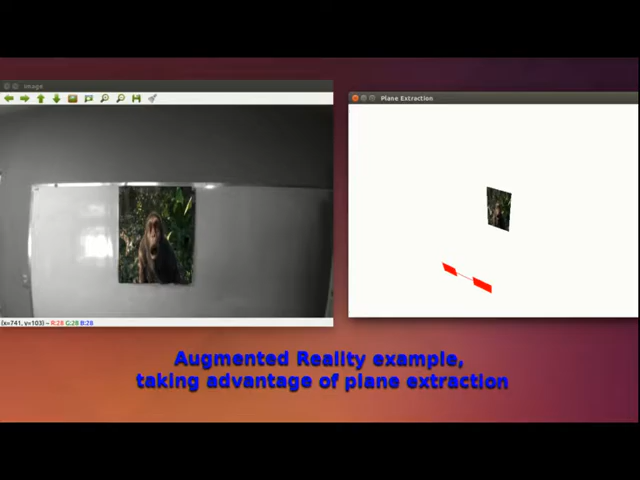 image
Plane Extraction
(x=741, y=103) ~ R:28 G:28 B:28
Augmented Reality example,
taking advantage of plane extraction